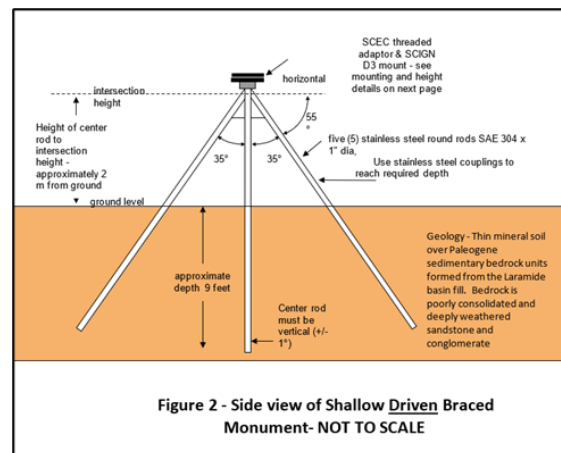 SCEC threaded
adaptor & SCIGN
D3 mount - see
mounting and height
details on next page
horizontal
intersection
height
55
°
Height of center
rod to
intersection
height -
approximately 2
m from ground
35°
35°
five (5) stainless steel round rods SAE 304 x
1" dia,
Use stainless steel couplings to
reach required depth
ground level
approximate
depth 9 feet
Center rod
must be
vertical (+/-
1°)
Geology - Thin mineral soil
over Paleogene
sedimentary bedrock units
formed from the Laramide
basin fill. Bedrock is
poorly consolidated and
deeply weathered
sandstone and
conglomerate
Figure 2 - Side view of Shallow Driven Braced
Monument- NOT TO SCALE